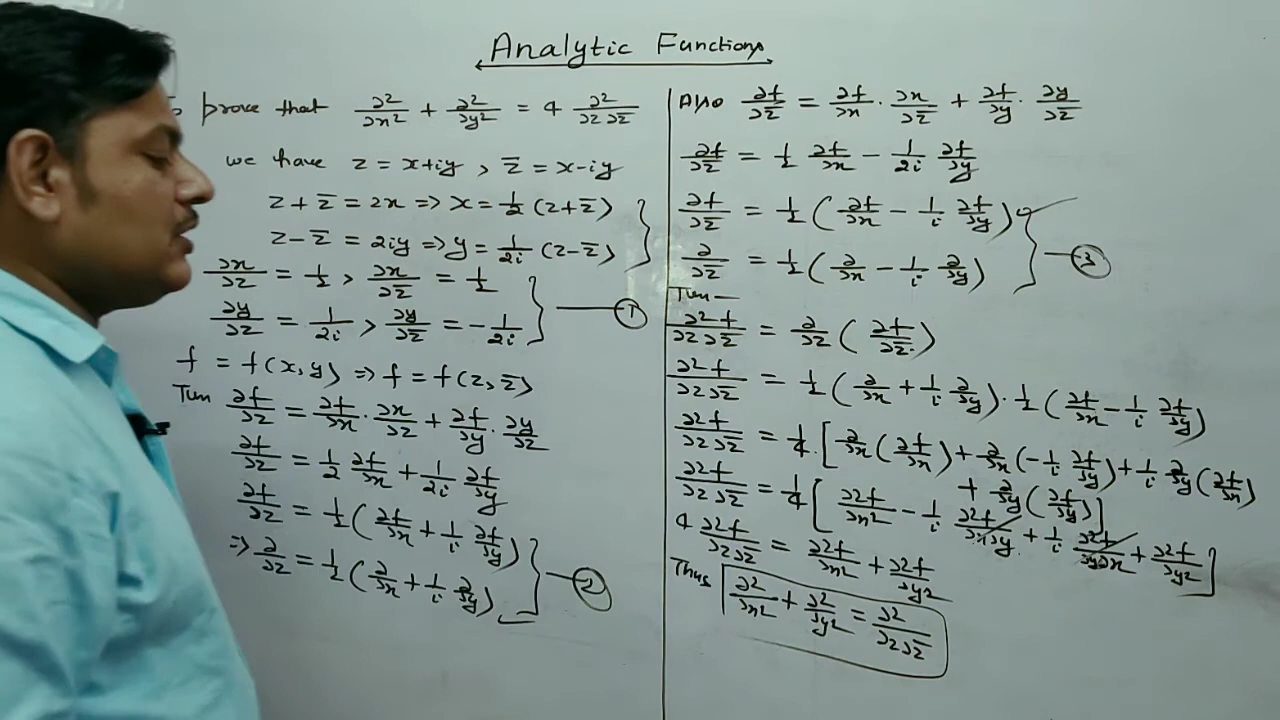 Analytic Functions
prove that ∂²/∂x² + ∂²/∂y² = 4 ∂²/∂z∂z̅
we have z = x+iy, z̅ = x-iy
z + z̅ = 2x => x = 1/2 (z+z̅)
z - z̅ = 2iy => y = 1/2i (z-z̅)
∂x/∂z = 1/2, ∂x/∂z̅ = 1/2
∂y/∂z = 1/2i, ∂y/∂z̅ = -1/2i } — ①
f = f(x,y) => f = f(z,z̅)
Then ∂f/∂z = ∂f/∂x · ∂x/∂z + ∂f/∂y · ∂y/∂z
∂f/∂z = 1/2 ∂f/∂x + 1/2i ∂f/∂y
∂f/∂z = 1/2 (∂f/∂x + 1/i ∂f/∂y)
=> ∂/∂z = 1/2 (∂/∂x + 1/i ∂/∂y) } — ②
Also ∂f/∂z̅ = ∂f/∂x · ∂x/∂z̅ + ∂f/∂y · ∂y/∂z̅
∂f/∂z̅ = 1/2 ∂f/∂x - 1/2i ∂f/∂y
∂f/∂z̅ = 1/2 (∂f/∂x - 1/i ∂f/∂y)
∂/∂z̅ = 1/2 (∂/∂x - 1/i ∂/∂y) } — ③
Then —
∂²f/∂z∂z̅ = ∂/∂z (∂f/∂z̅)
∂²f/∂z∂z̅ = 1/2 (∂/∂x + 1/i ∂/∂y) · 1/2 (∂f/∂x - 1/i ∂f/∂y)
∂²f/∂z∂z̅ = 1/4 [∂/∂x (∂f/∂x) + ∂/∂x (-1/i ∂f/∂y) + 1/i ∂/∂y (∂f/∂x)
+ ∂/∂y (∂f/∂y)]
∂²f/∂z∂z̅ = 1/4 [∂²f/∂x² - 1/i ∂²f/∂x∂y + 1/i ∂²f/∂y∂x + ∂²f/∂y²]
4 ∂²f/∂z∂z̅ = ∂²f/∂x² + ∂²f/∂y²
Thus ∂²/∂x² + ∂²/∂y² = ∂²/∂z∂z̅